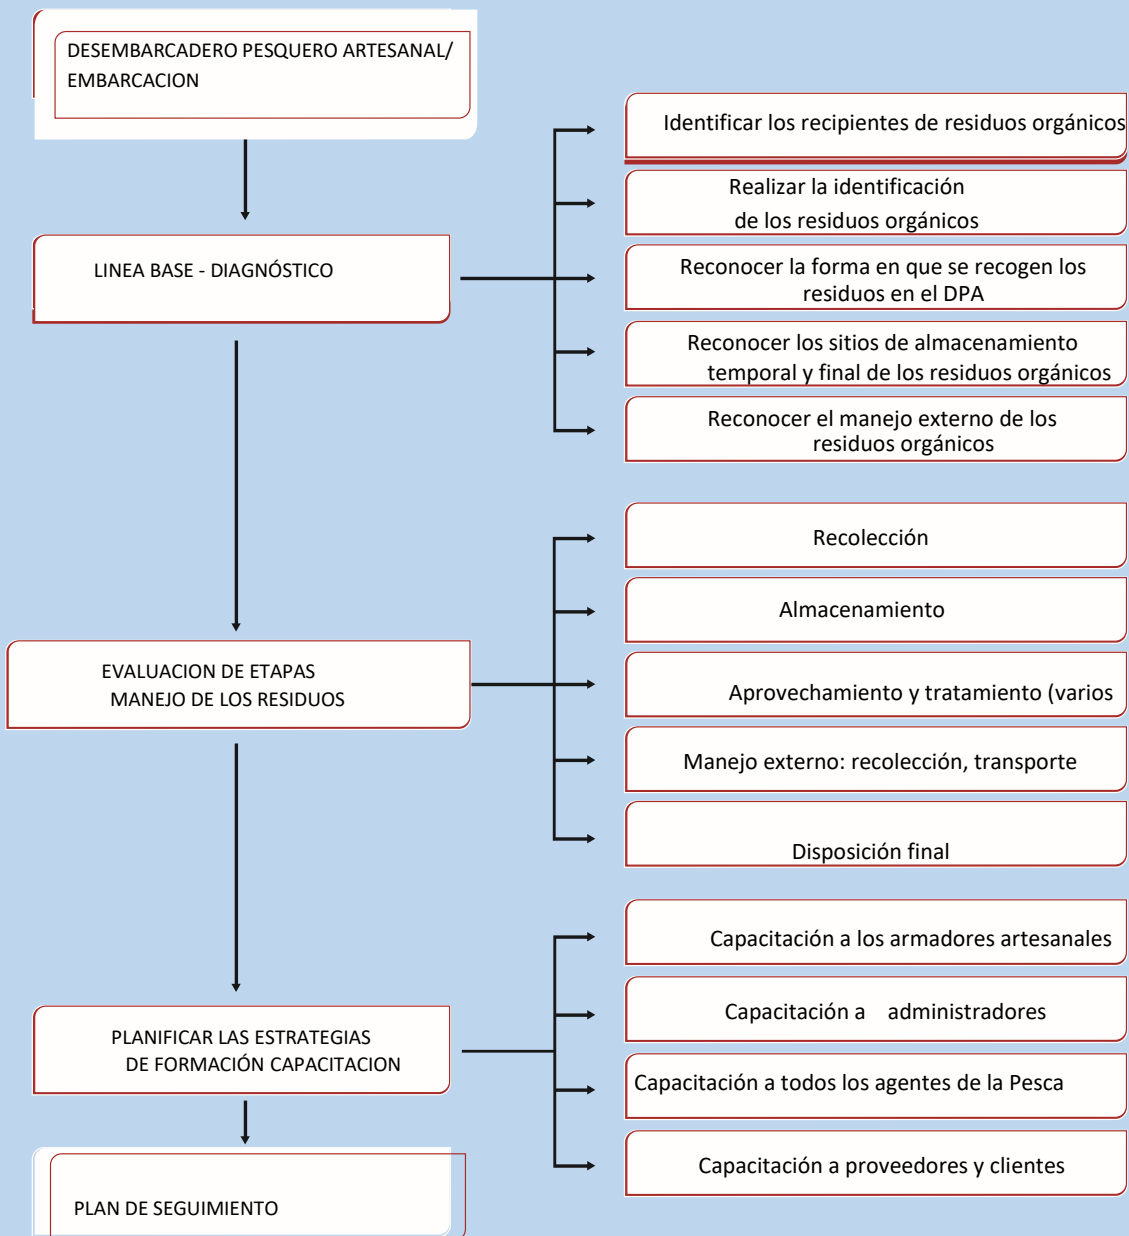 DESEMBARCADERO PESQUERO ARTESANAL/
EMBARCACION
LINEA BASE - DIAGNÓSTICO
Identificar los recipientes de residuos orgánicos
Realizar la identificación
de los residuos orgánicos
Reconocer la forma en que se recogen los
residuos en el DPA
Reconocer los sitios de almacenamiento
temporal y final de los residuos orgánicos
Reconocer el manejo externo de los
residuos orgánicos
EVALUACION DE ETAPAS
MANEJO DE LOS RESIDUOS
Recolección
Almacenamiento
Aprovechamiento y tratamiento (varios
Manejo externo: recolección, transporte
Disposición final
PLANIFICAR LAS ESTRATEGIAS
DE FORMACIÓN CAPACITACION
Capacitación a los armadores artesanales
Capacitación a administradores
Capacitación a todos los agentes de la Pesca
Capacitación a proveedores y clientes
PLAN DE SEGUIMIENTO